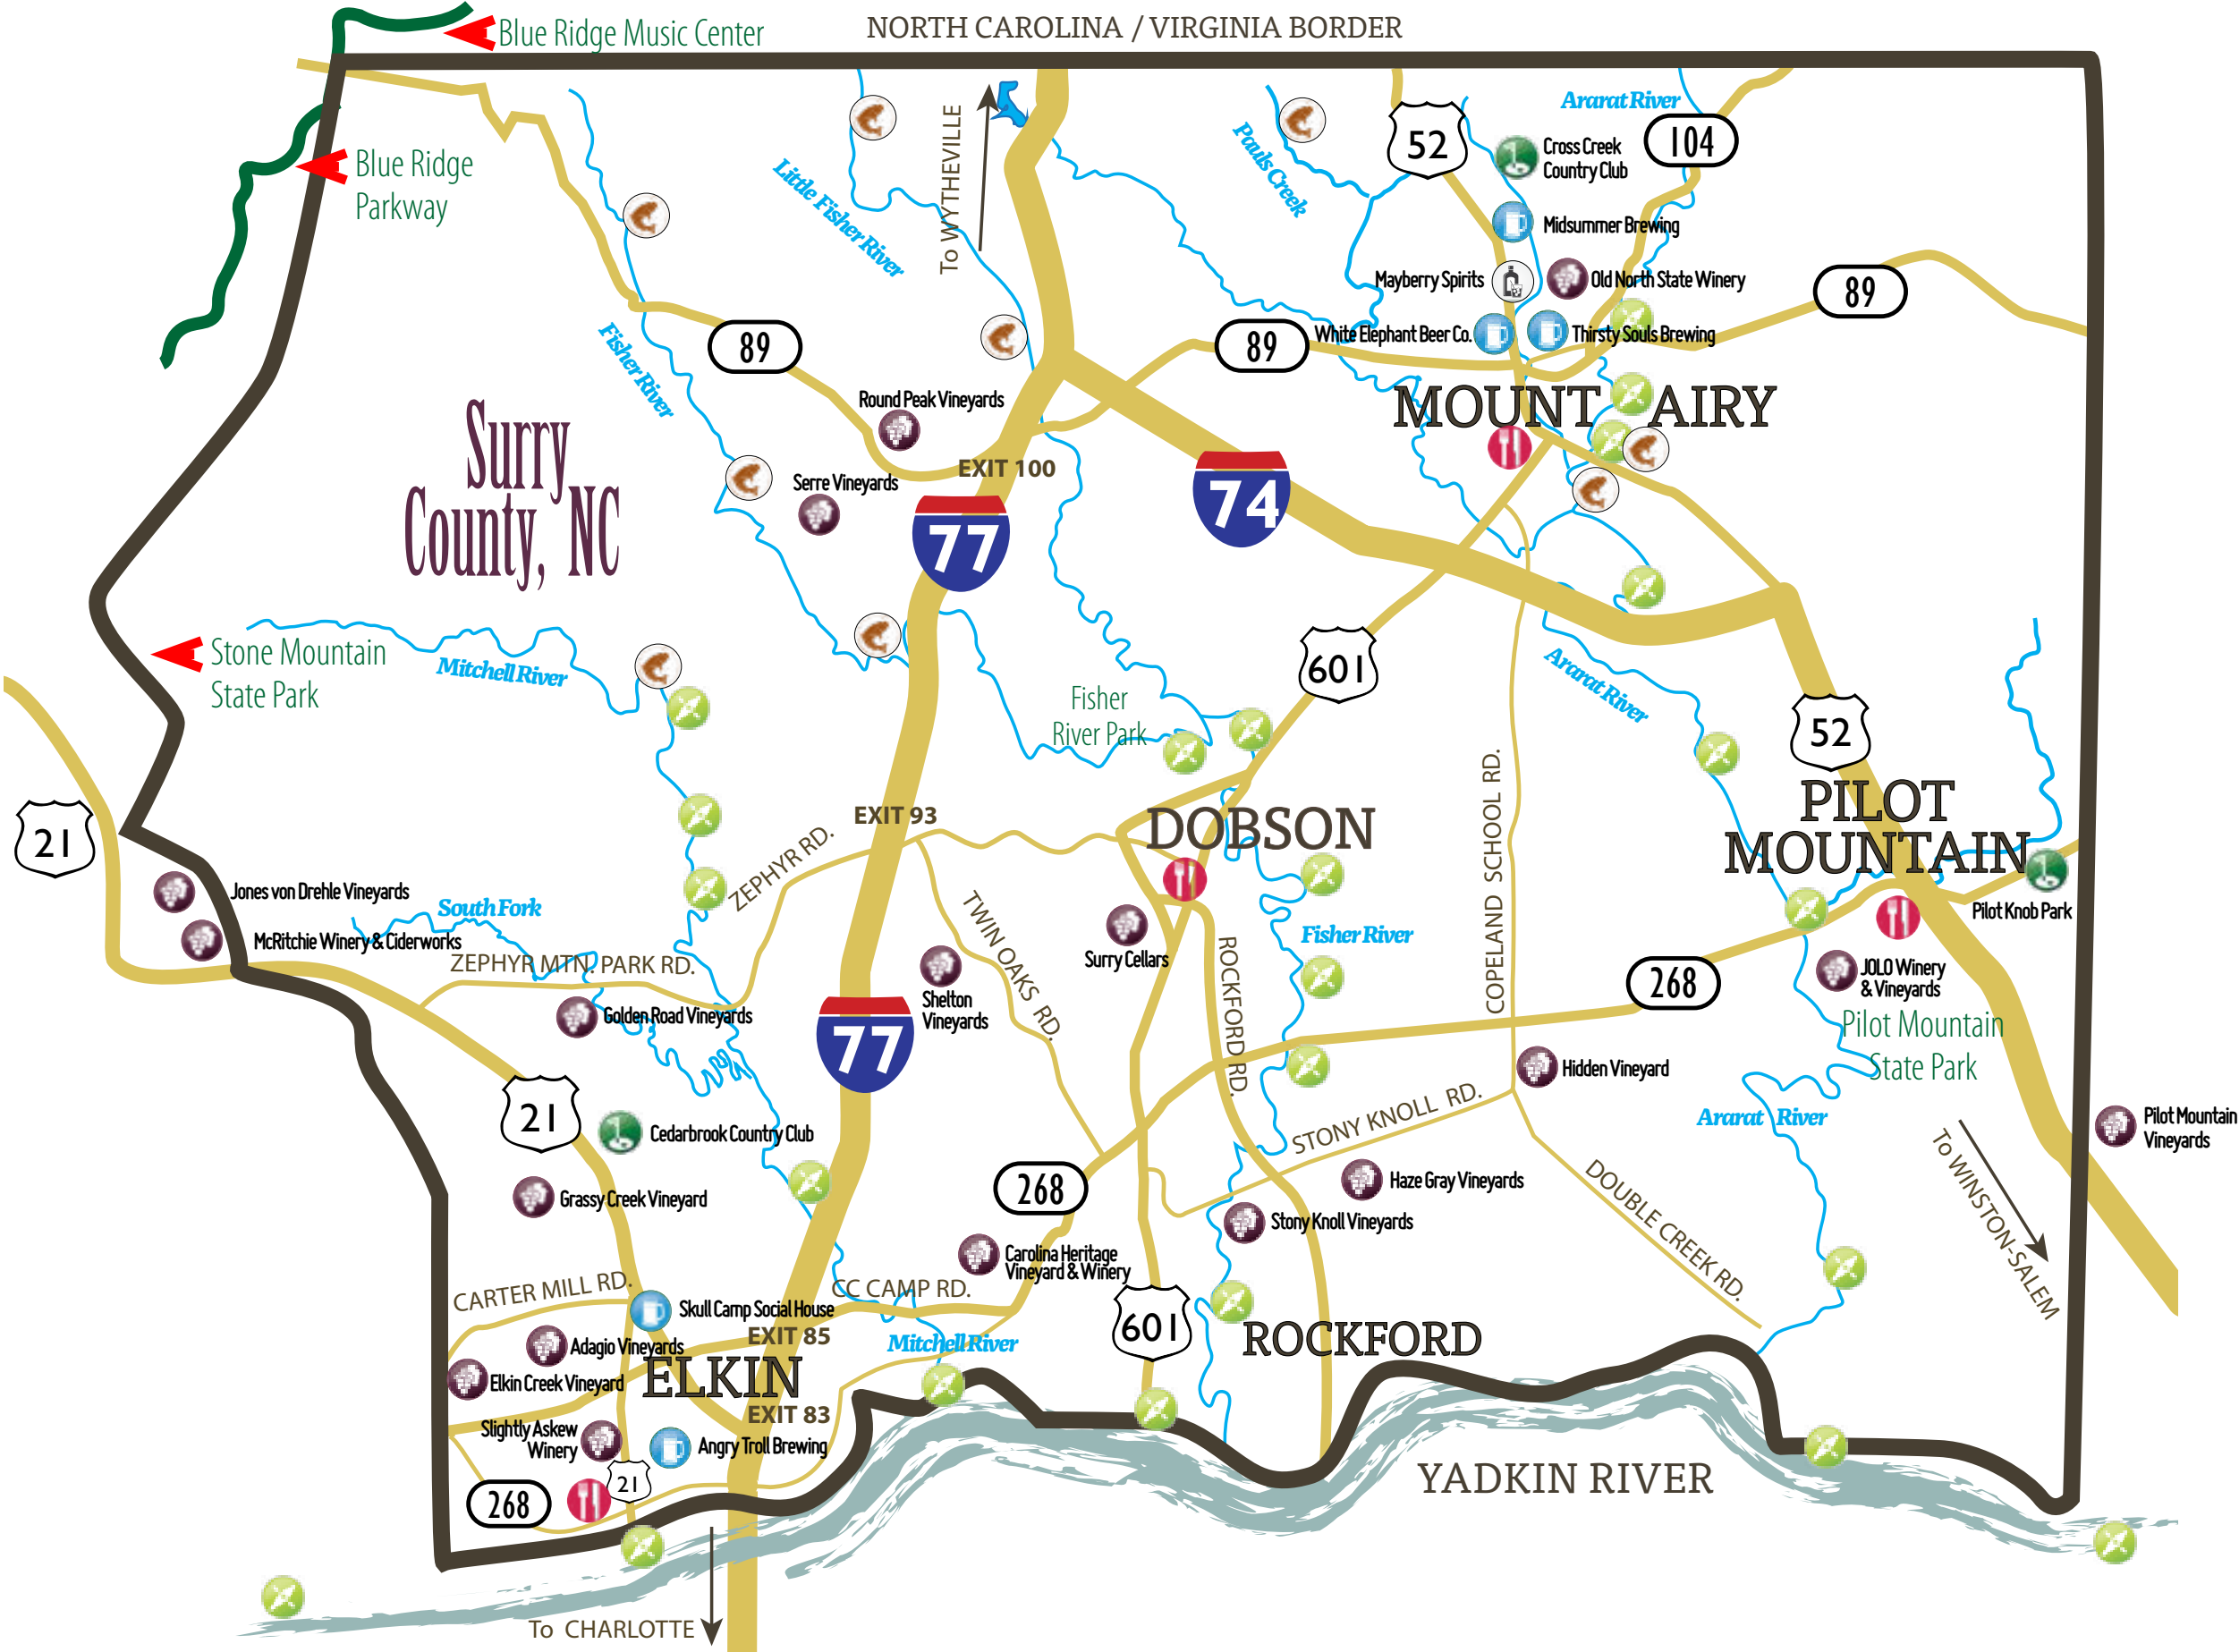 Blue Ridge Music Center
NORTH CAROLINA / VIRGINIA BORDER
Ararat River
104
52
Cross Creek
Country Club
Pauls Creek
To WYTHEVILLE
Blue Ridge
Parkway
Little Fisher River
Midsummer Brewing
Mayberry Spirits
Old North State Winery
89
Fisher River
89
89
White Elephant Beer Co.
Thirsty Souls Brewing
Round Peak Vineyards
MOUNT AIRY
Surry
County, NC
EXIT 100
Serre Vineyards
77
74
Stone Mountain
State Park
Mitchell River
601
Ararat River
Fisher
River Park
52
21
EXIT 93
ZEPHYR RD.
DOBSON
COPELAND SCHOOL RD.
PILOT
MOUNTAIN
Jones von Drehle Vineyards
South Fork
Pilot Knob Park
McRitchie Winery & Ciderworks
TWIN OAKS RD.
Fisher River
ZEPHYR MTN. PARK RD.
Surry Cellars
ROCKFORD RD.
268
JOLO Winery
& Vineyards
Shelton
Vineyards
Golden Road Vineyards
Pilot Mountain
State Park
77
Hidden Vineyard
21
STONY KNOLL RD.
Ararat River
Pilot Mountain
Vineyards
Cedarbrook Country Club
To WINSTON-SALEM
268
Haze Gray Vineyards
DOUBLE CREEK RD.
Grassy Creek Vineyard
Stony Knoll Vineyards
Carolina Heritage
Vineyard & Winery
CARTER MILL RD.
CC CAMP RD.
Skull Camp Social House
EXIT 85
601
Mitchell River
ROCKFORD
Adagio Vineyards
ELKIN
Elkin Creek Vineyard
EXIT 83
Slightly Askew
Winery
Angry Troll Brewing
21
268
YADKIN RIVER
To CHARLOTTE